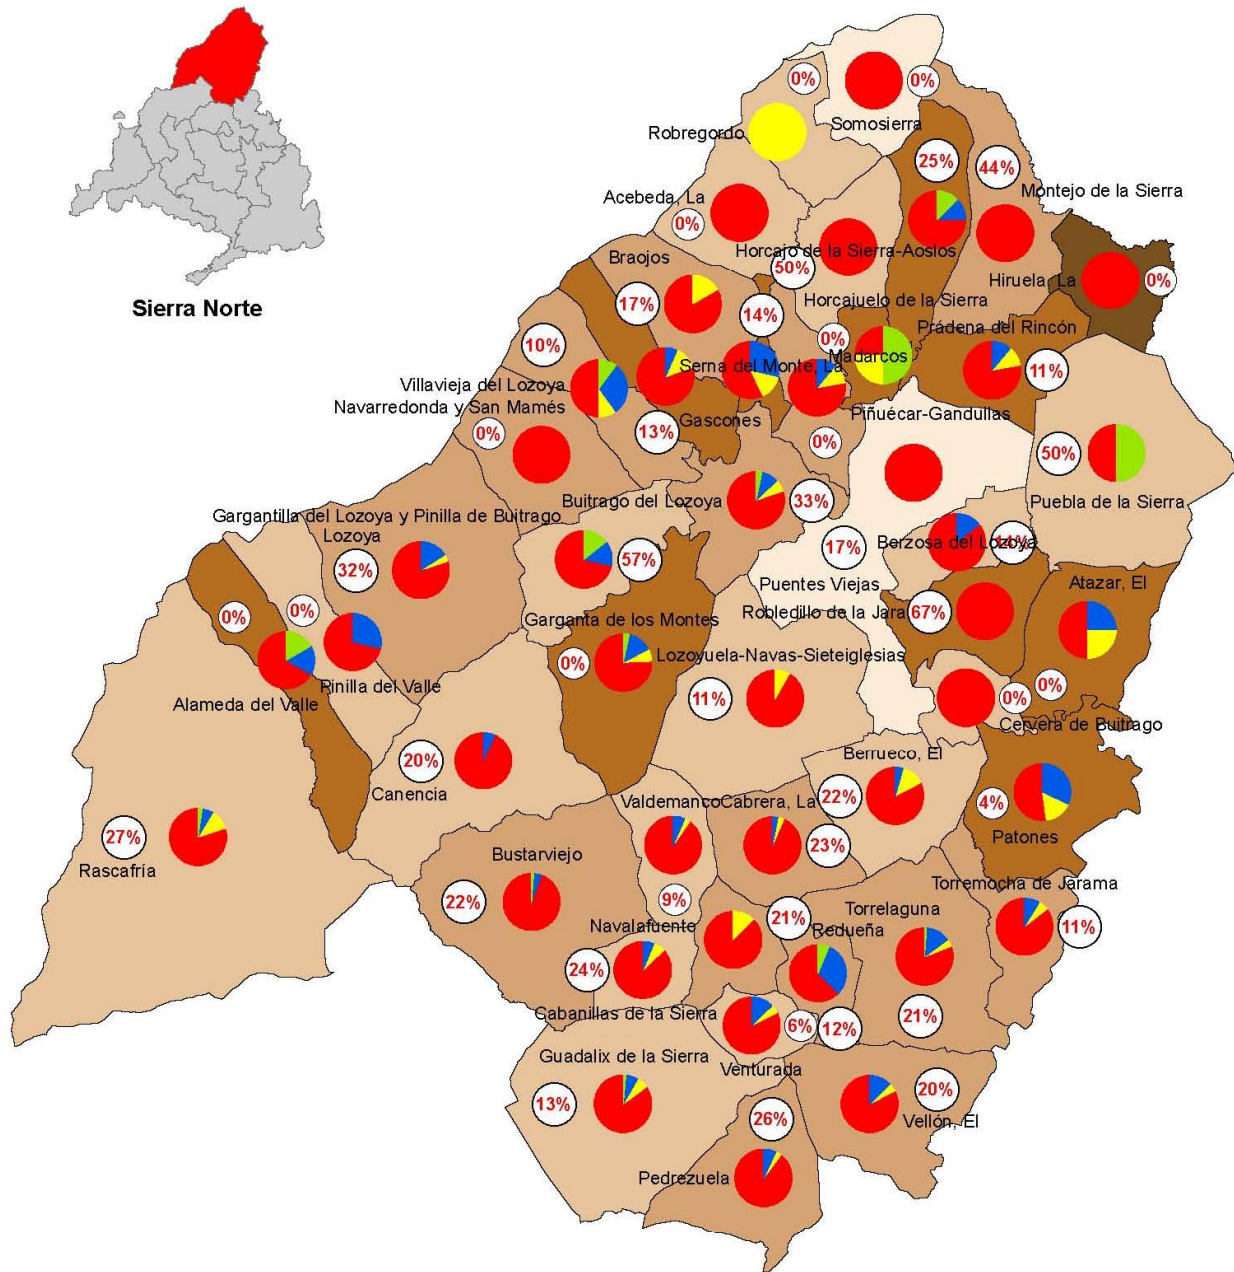 Sierra Norte
0%
0%
Somosierra
Robregordo
25%
44%
Montejo de la Sierra
Acebeda, La
0%
Horcajo de la Sierra-Aoslos
50%
Hiruela, La
0%
Braojos
17%
14%
Horcajuelo de la Sierra
Prádena del Rincón
0%
Madarcos
11%
10%
Serna del Monte, La
Villavieja del Lozoya
Navarredonda y San Mamés
0%
13%
Gascones
Piñuécar-Gandullas
0%
50%
Puebla de la Sierra
Buitrago del Lozoya
33%
Gargantilla del Lozoya y Pinilla de Buitrago
Lozoya
32%
57%
17%
Berzosa del Lozoya
14%
Puentes Viejas
Atazar, El
Robledillo de la Jara
67%
0%
0%
Garganta de los Montes
0%
Lozoyuela-Navas-Sieteiglesias
11%
0%
0%
Pinilla del Valle
Alameda del Valle
Cervera de Buitrago
20%
Canencia
Berrueco, El
22%
Valdemanco
Cabrera, La
23%
4%
Patones
27%
Rascafría
Bustarviejo
22%
9%
Navalafuente
21%
Redueña
Torrelaguna
Torremocha de Jarama
11%
24%
Cabanillas de la Sierra
6%
12%
21%
Venturada
Guadalix de la Sierra
13%
26%
20%
Vellón, El
Pedrezuela